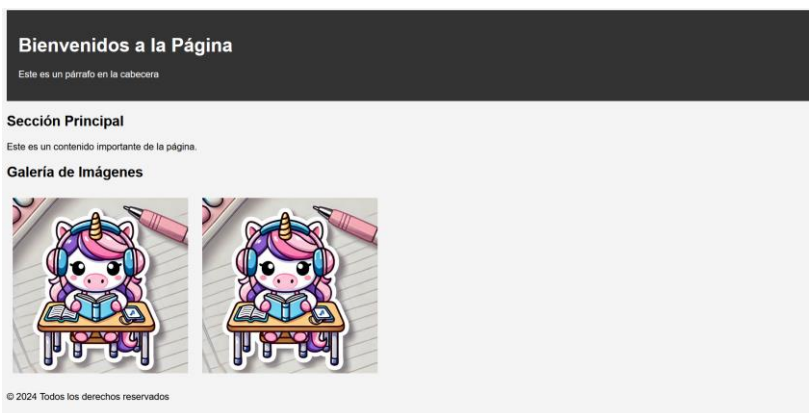 Bienvenidos a la Página
Este es un párrafo en la cabecera
Sección Principal
Este es un contenido importante de la página.
Galería de Imágenes
© 2024 Todos los derechos reservados